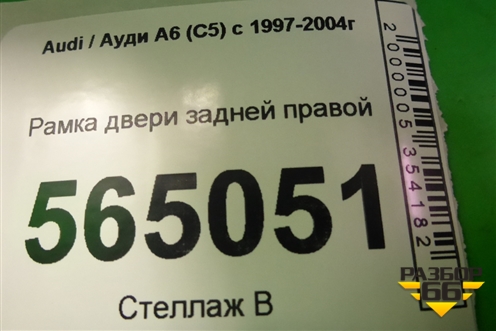 Audi / Ауди А6 (С5) с 1997-2004г
Рамка двери задней правой
565051
Стеллаж В
2000005354182
РАЗБОР
66